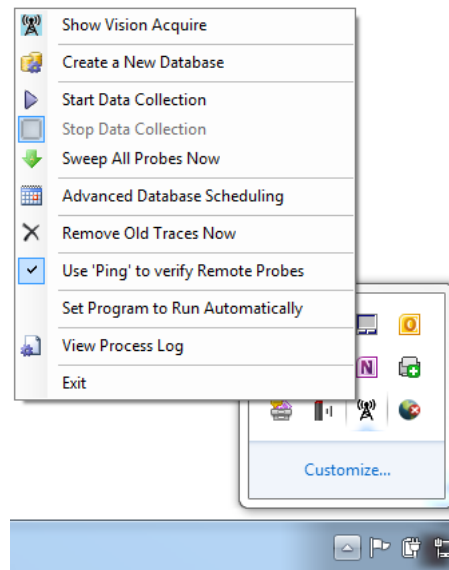 Show Vision Acquire
Create a New Database
Start Data Collection
Stop Data Collection
Sweep All Probes Now
Advanced Database Scheduling
Remove Old Traces Now
Use 'Ping' to verify Remote Probes
Set Program to Run Automatically
View Process Log
Exit
O
N
Customize...